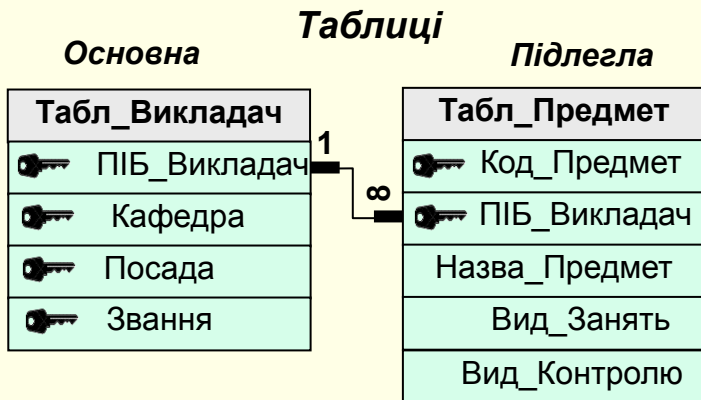 Таблиці
Основна
Підлегла
Табл_Викладач
ПІБ_Викладач
Кафедра
Посада
Звання
1
∞
Табл_Предмет
Код_Предмет
ПІБ_Викладач
Назва_Предмет
Вид_Занять
Вид_Контролю